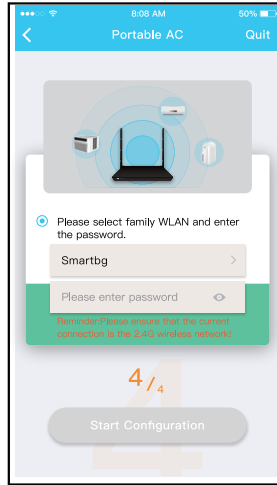 8:08 AM
50%
Portable AC
Quit
Please select family WLAN and enter
the password.
Smartbg
Please enter password
Reminder:Please ensure that the current
connection is the 2.4G wireless network!
4/4
Start Configuration